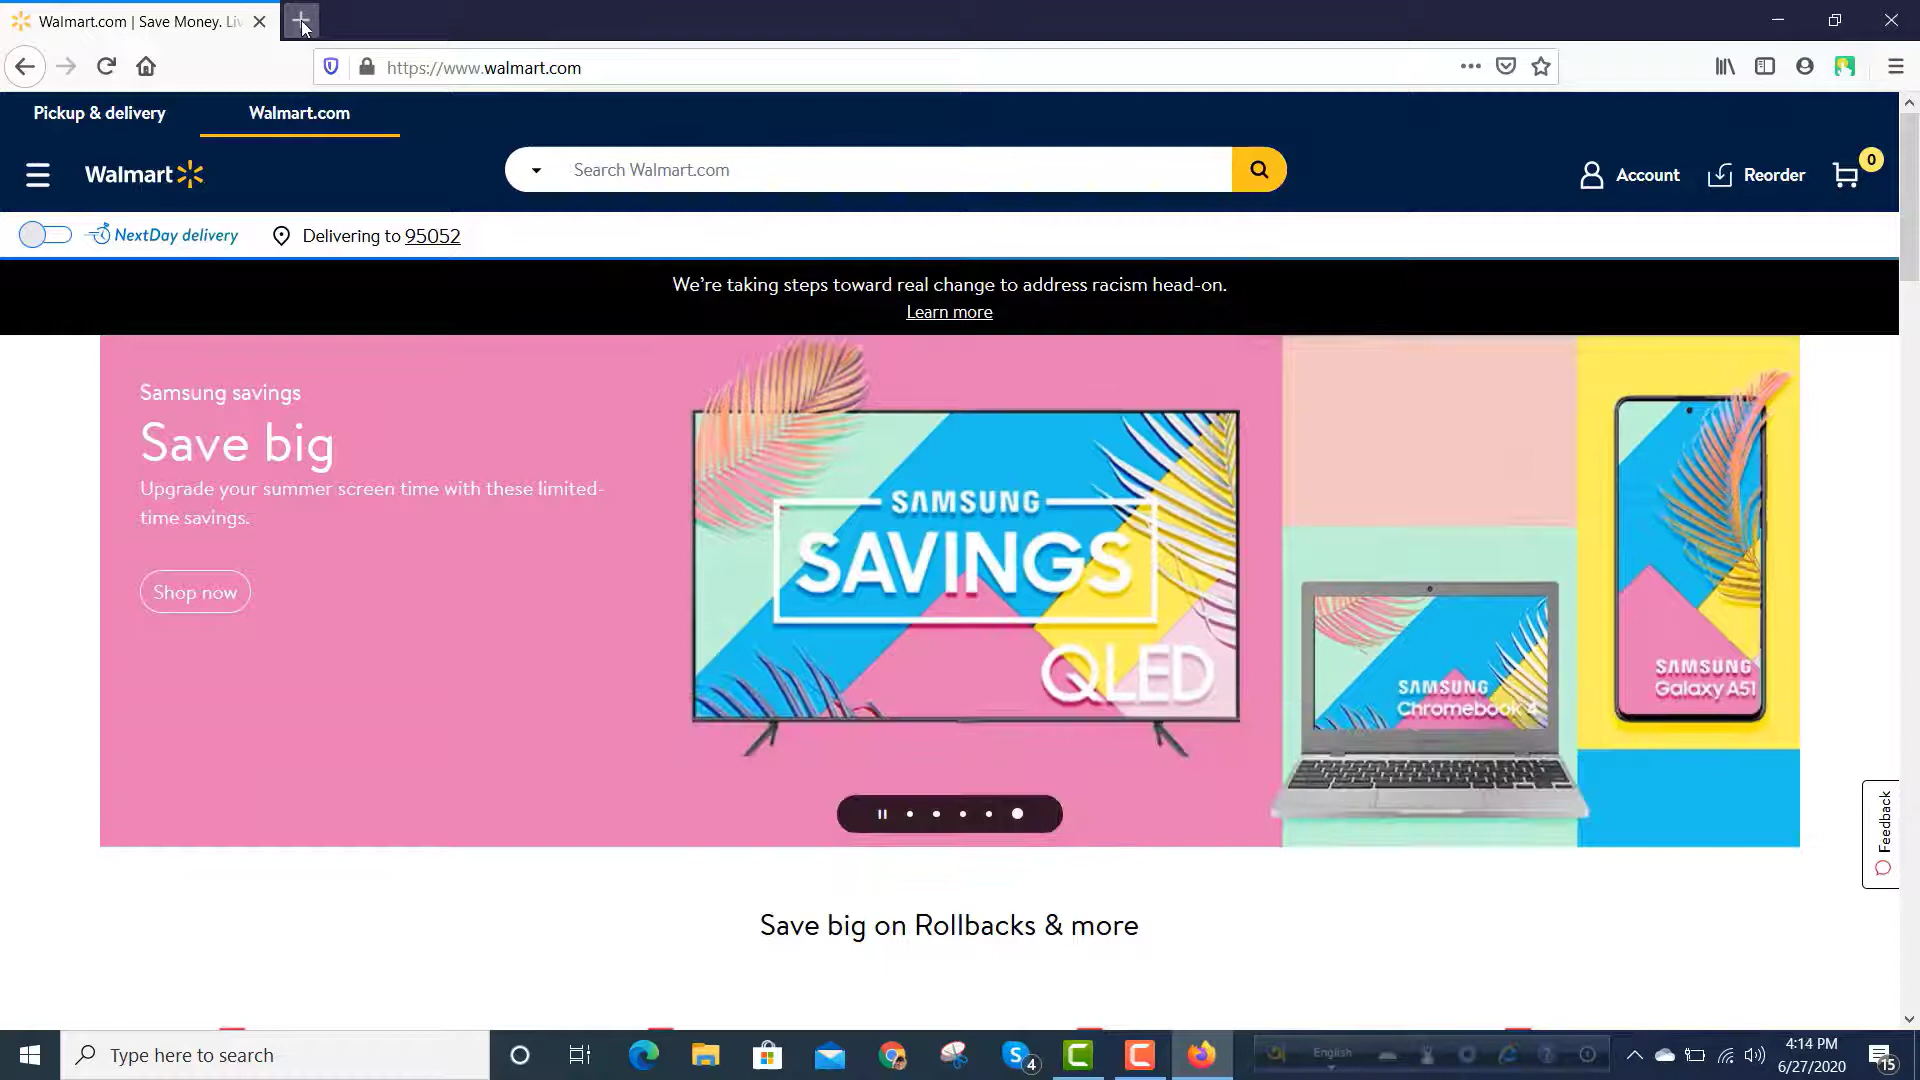 Walmart.com | Save Money. Liv
https://www.walmart.com
Pickup & delivery
Walmart.com
Walmart
Search Walmart.com
Account
Reorder
0
NextDay delivery
Delivering to 95052
We're taking steps toward real change to address racism head-on.
Learn more
Samsung savings
Save big
Upgrade your summer screen time with these limited-
time savings.
Shop now
SAMSUNG
SAVINGS
QLED
SAMSUNG
Chromebook 4
SAMSUNG
Galaxy A51
Feedback
Save big on Rollbacks & more
Type here to search
4
English
4:14 PM
6/27/2020
15